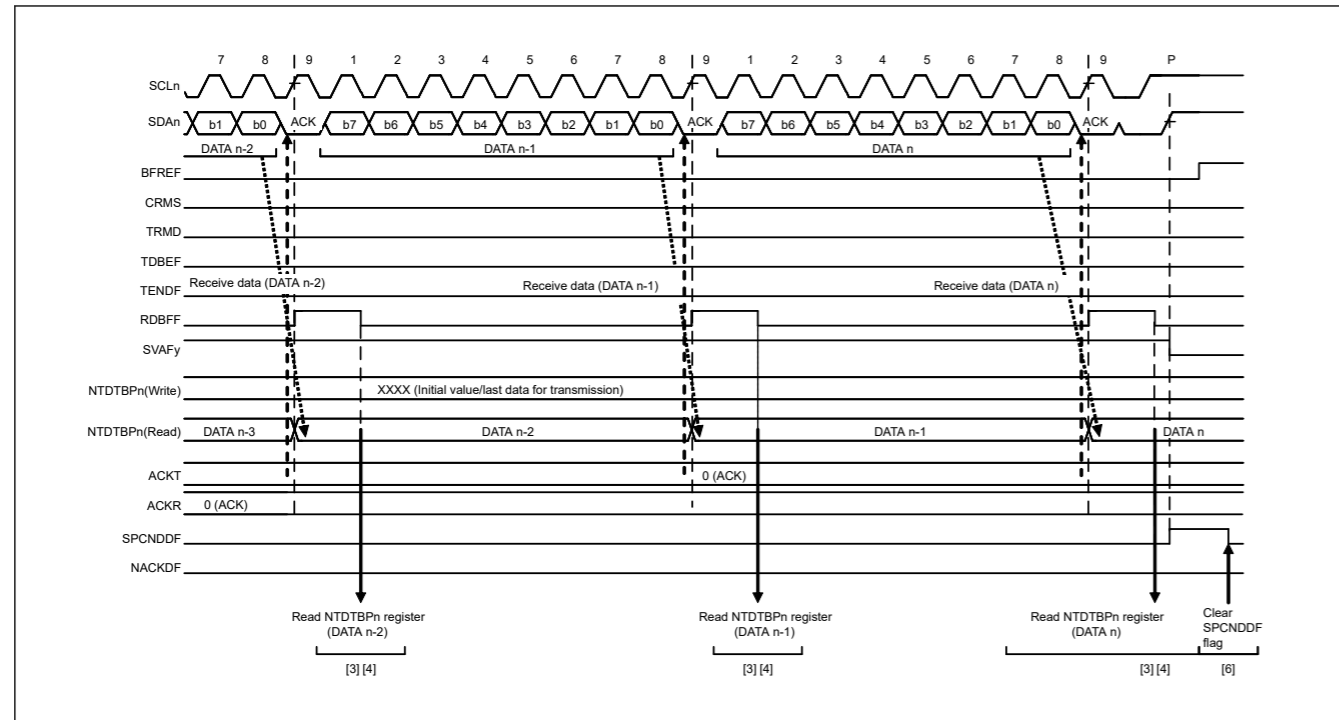 7 8 9 1 2 3 4 5 6 7 8 9 1 2 3 4 5 6 7 8 9 P
SCLn
SDAn b1 b0 ACK b7 b6 b5 b4 b3 b2 b1 b0 ACK b7 b6 b5 b4 b3 b2 b1 b0 ACK
DATA n-2 DATA n-1 DATA n
BFREF
CRMS
TRMD
TDBEF
Receive data (DATA n-2) Receive data (DATA n-1) Receive data (DATA n)
TENDF
RDBFF
SVAFy
NTDTBPn(Write) XXXX (Initial value/last data for transmission)
NTDTBPn(Read) DATA n-3 DATA n-2 DATA n-1 DATA n
ACKT 0 (ACK)
ACKR 0 (ACK)
SPCNDDF
NACKDF
Read NTDTBPn register
(DATA n-2)
[3] [4]
Read NTDTBPn register
(DATA n-1)
[3] [4]
Read NTDTBPn register
(DATA n)
[3] [4]
Clear
SPCNDDF
flag
[6]